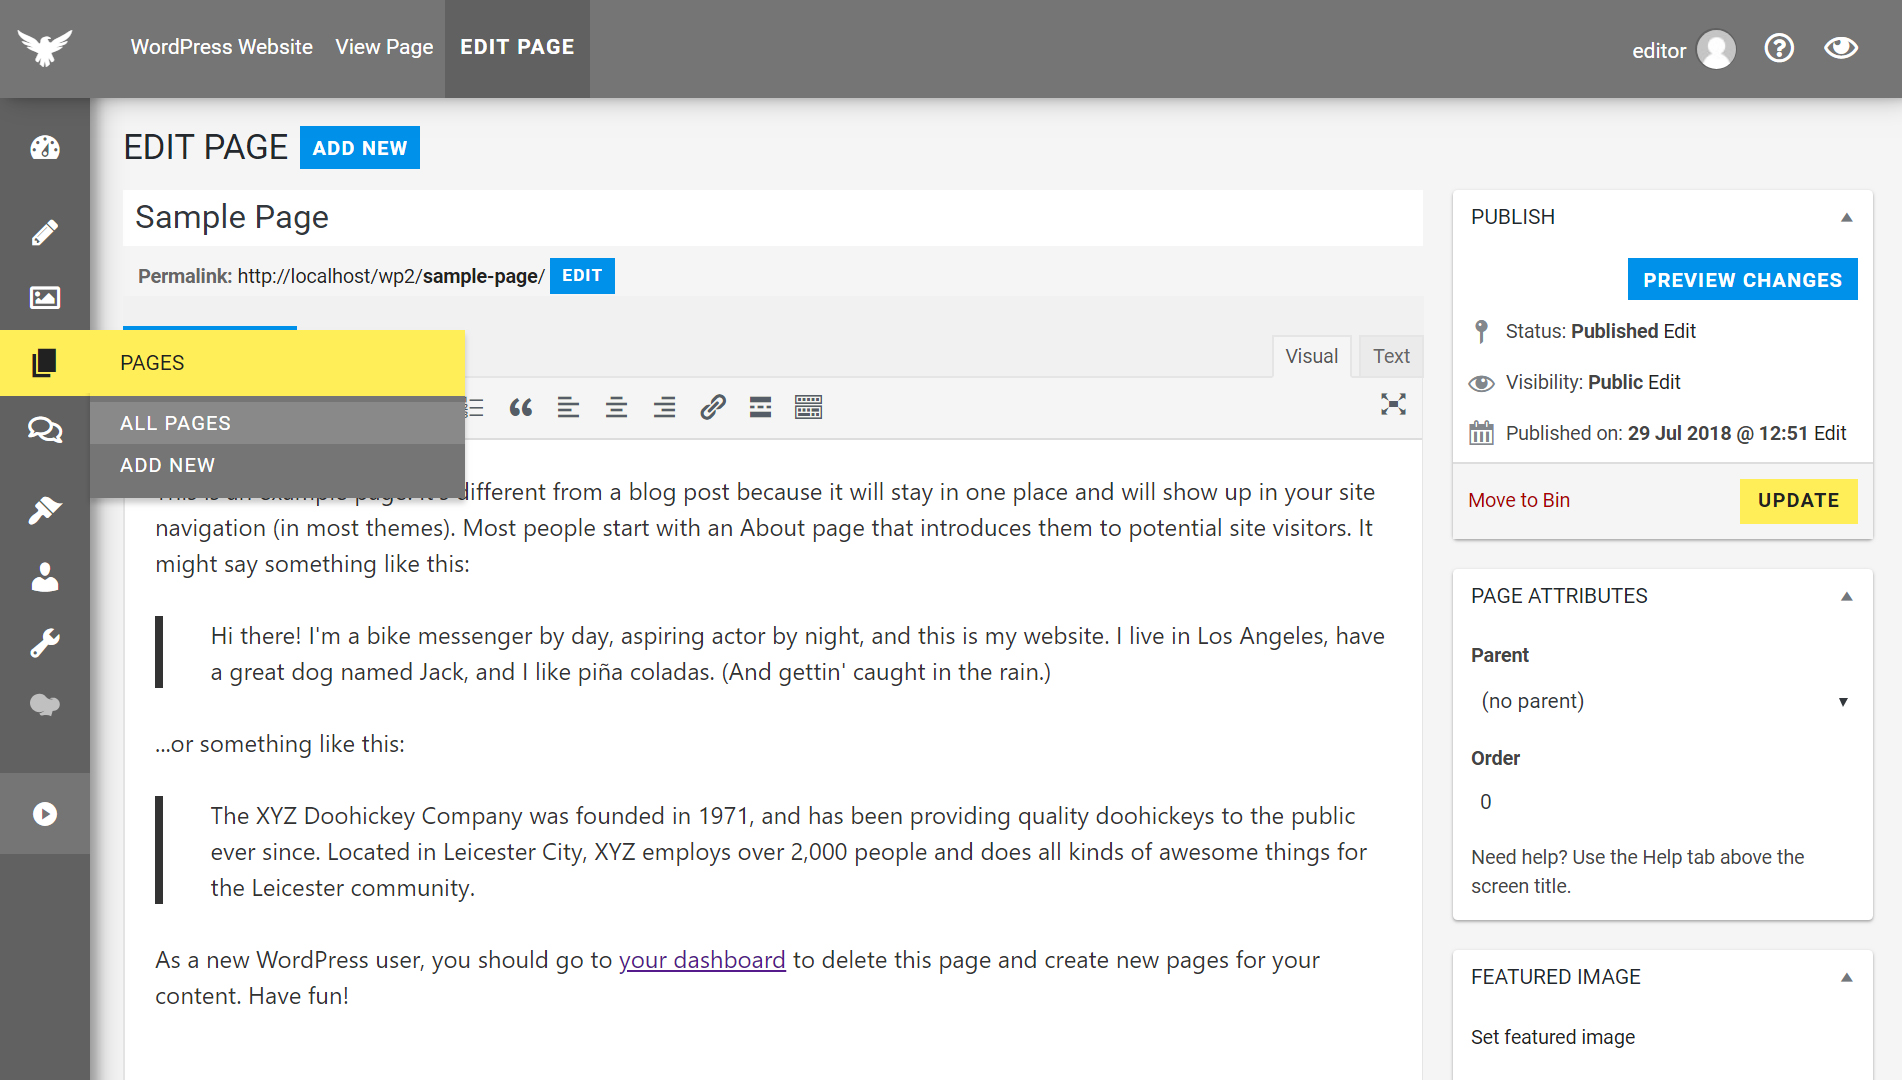 WordPress Website View Page EDIT PAGE editor
EDIT PAGE ADD NEW
Sample Page
Permalink: http://localhost/wp2/sample-page/ EDIT
PAGES
ALL PAGES
ADD NEW
Visual Text
This is an example page. It's different from a blog post because it will stay in one place and will show up in your site
navigation (in most themes). Most people start with an About page that introduces them to potential site visitors. It
might say something like this:
Hi there! I'm a bike messenger by day, aspiring actor by night, and this is my website. I live in Los Angeles, have
a great dog named Jack, and I like piña coladas. (And gettin' caught in the rain.)
...or something like this:
The XYZ Doohickey Company was founded in 1971, and has been providing quality doohickeys to the public
ever since. Located in Leicester City, XYZ employs over 2,000 people and does all kinds of awesome things for
the Leicester community.
As a new WordPress user, you should go to your dashboard to delete this page and create new pages for your
content. Have fun!
PUBLISH
PREVIEW CHANGES
Status: Published Edit
Visibility: Public Edit
Published on: 29 Jul 2018 @ 12:51 Edit
Move to Bin UPDATE
PAGE ATTRIBUTES
Parent
(no parent)
Order
0
Need help? Use the Help tab above the
screen title.
FEATURED IMAGE
Set featured image